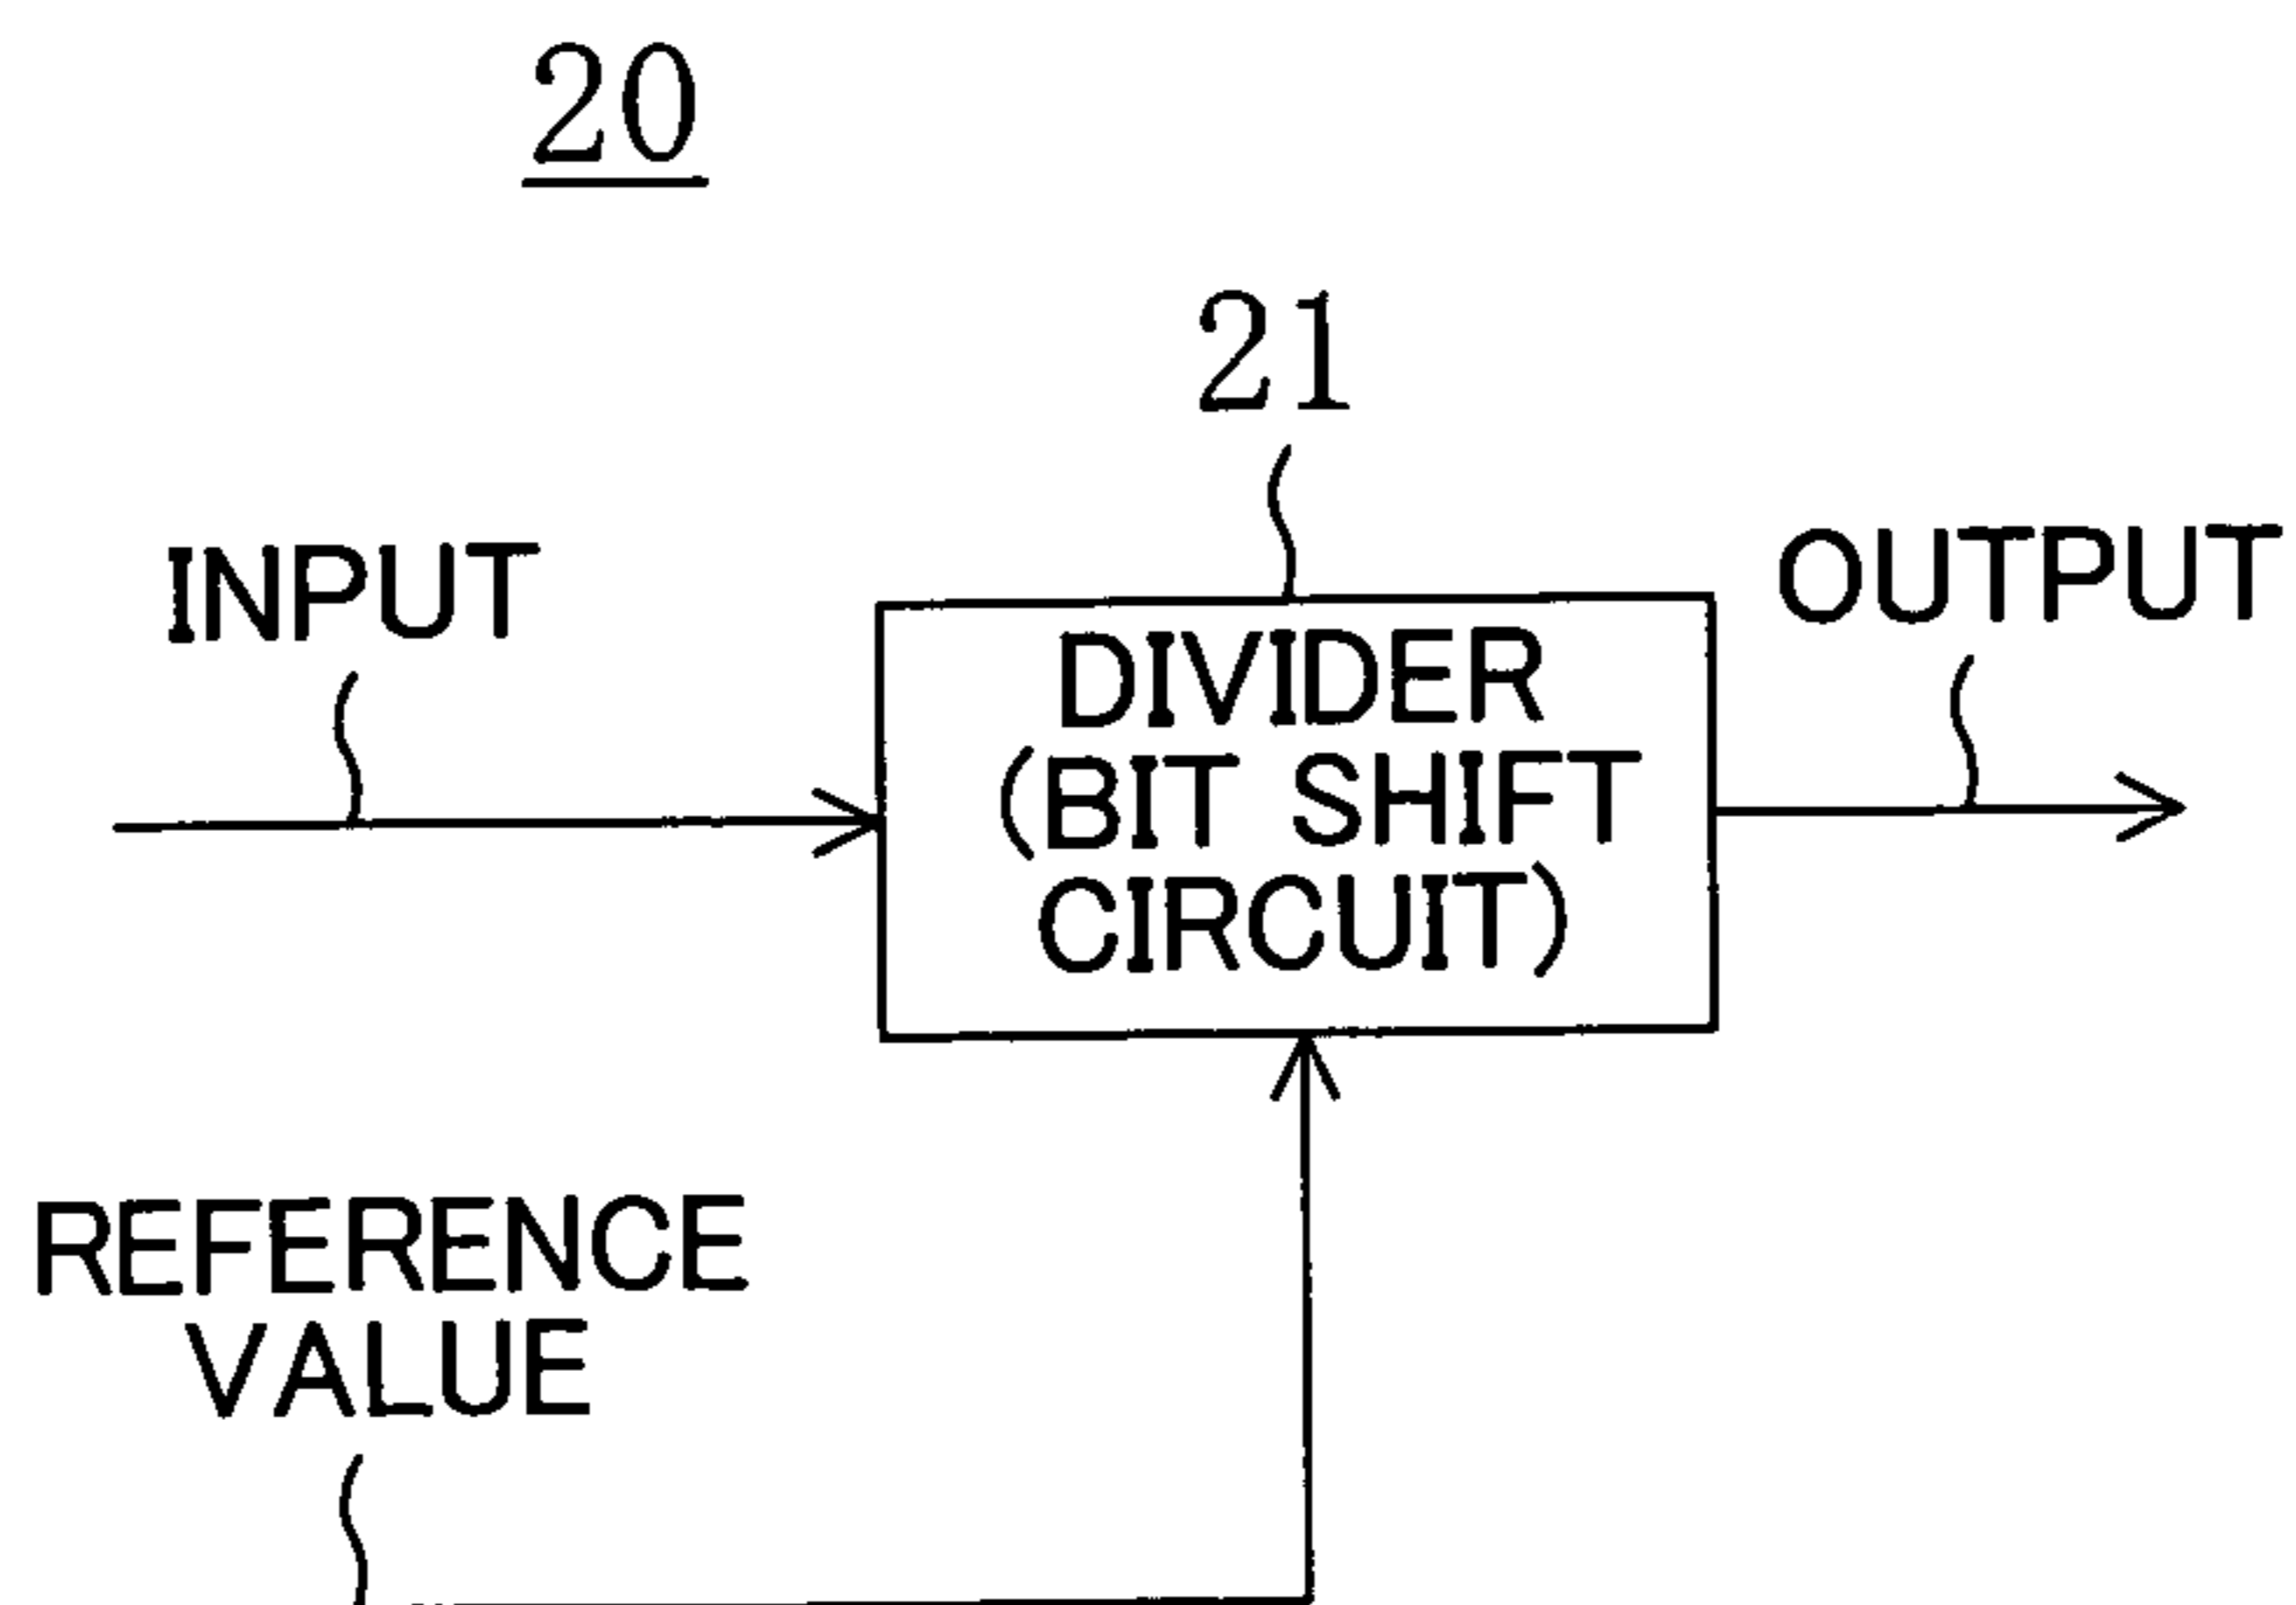 20
21
INPUT
OUTPUT
DIVIDER
(BIT SHIFT
CIRCUIT)
REFERENCE
VALUE